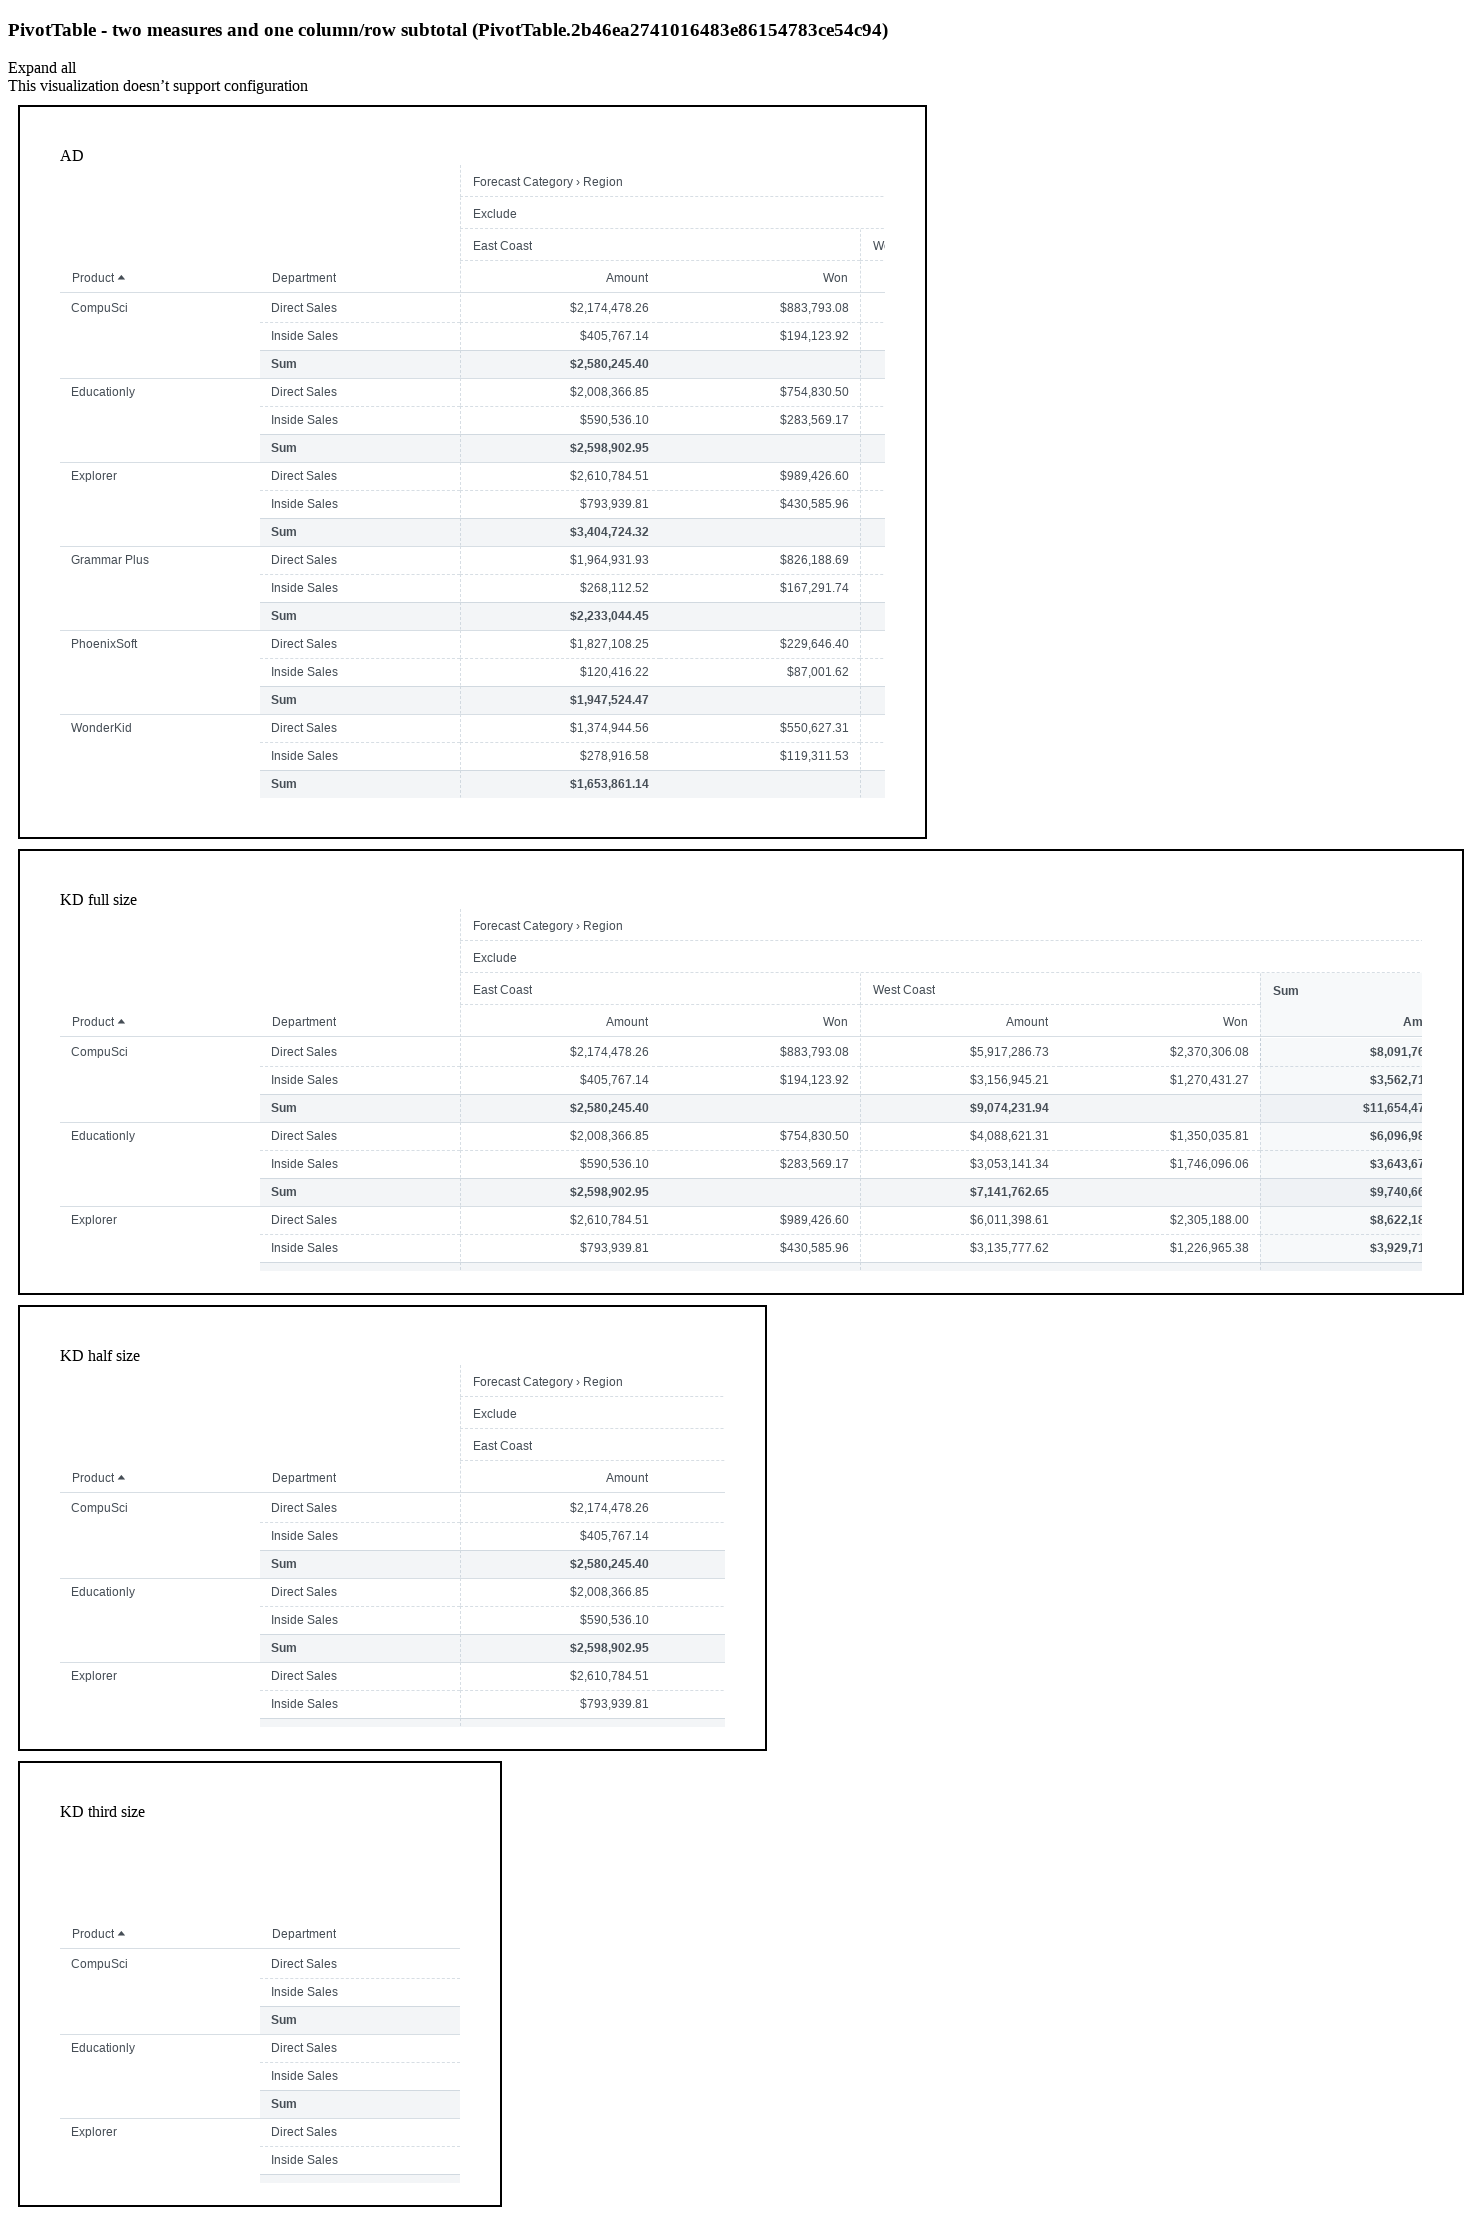 PivotTable - two measures and one column/row subtotal (PivotTable.2b46ea2741016483e86154783ce54c94)
Expand all
This visualization doesn’t support configuration
AD
Forecast Category › Region
Exclude
East Coast
Product Department Amount Won
CompuSci Direct Sales $2,174,478.26 $883,793.08
Inside Sales $405,767.14 $194,123.92
Sum $2,580,245.40
Educationly Direct Sales $2,008,366.85 $754,830.50
Inside Sales $590,536.10 $283,569.17
Sum $2,598,902.95
Explorer Direct Sales $2,610,784.51 $989,426.60
Inside Sales $793,939.81 $430,585.96
Sum $3,404,724.32
Grammar Plus Direct Sales $1,964,931.93 $826,188.69
Inside Sales $268,112.52 $167,291.74
Sum $2,233,044.45
PhoenixSoft Direct Sales $1,827,108.25 $229,646.40
Inside Sales $120,416.22 $87,001.62
Sum $1,947,524.47
WonderKid Direct Sales $1,374,944.56 $550,627.31
Inside Sales $278,916.58 $119,311.53
Sum $1,653,861.14
KD full size
Forecast Category › Region
Exclude
East Coast West Coast Sum
Product Department Amount Won Amount Won Am
CompuSci Direct Sales $2,174,478.26 $883,793.08 $5,917,286.73 $2,370,306.08 $8,091,76
Inside Sales $405,767.14 $194,123.92 $3,156,945.21 $1,270,431.27 $3,562,71
Sum $2,580,245.40 $9,074,231.94 $11,654,47
Educationly Direct Sales $2,008,366.85 $754,830.50 $4,088,621.31 $1,350,035.81 $6,096,98
Inside Sales $590,536.10 $283,569.17 $3,053,141.34 $1,746,096.06 $3,643,67
Sum $2,598,902.95 $7,141,762.65 $9,740,66
Explorer Direct Sales $2,610,784.51 $989,426.60 $6,011,398.61 $2,305,188.00 $8,622,18
Inside Sales $793,939.81 $430,585.96 $3,135,777.62 $1,226,965.38 $3,929,71
KD half size
Forecast Category › Region
Exclude
East Coast
Product Department Amount
CompuSci Direct Sales $2,174,478.26
Inside Sales $405,767.14
Sum $2,580,245.40
Educationly Direct Sales $2,008,366.85
Inside Sales $590,536.10
Sum $2,598,902.95
Explorer Direct Sales $2,610,784.51
Inside Sales $793,939.81
KD third size
Product Department
CompuSci Direct Sales
Inside Sales
Sum
Educationly Direct Sales
Inside Sales
Sum
Explorer Direct Sales
Inside Sales